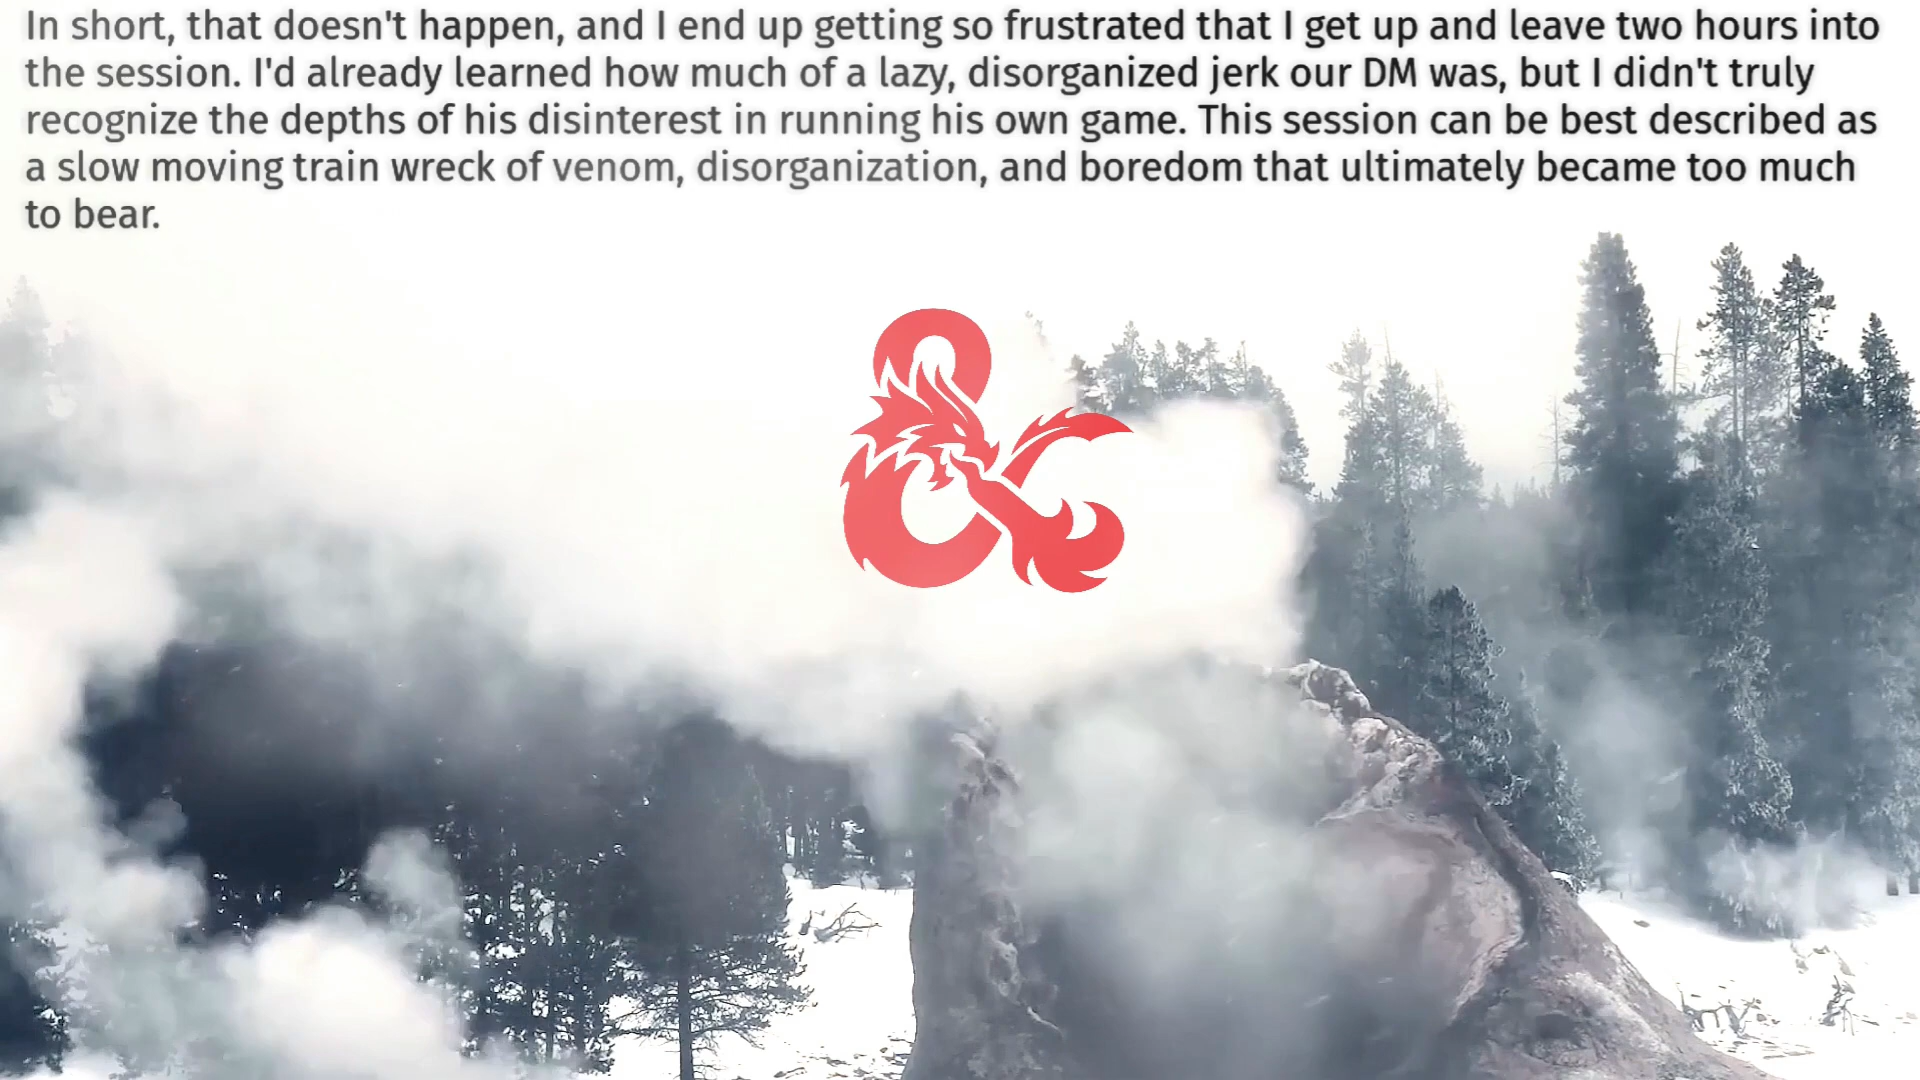 In short, that doesn't happen, and I end up getting so frustrated that I get up and leave two hours into
the session. I'd already learned how much of a lazy, disorganized jerk our DM was, but I didn't truly
recognize the depths of his disinterest in running his own game. This session can be best described as
a slow moving train wreck of venom, disorganization, and boredom that ultimately became too much
to bear.